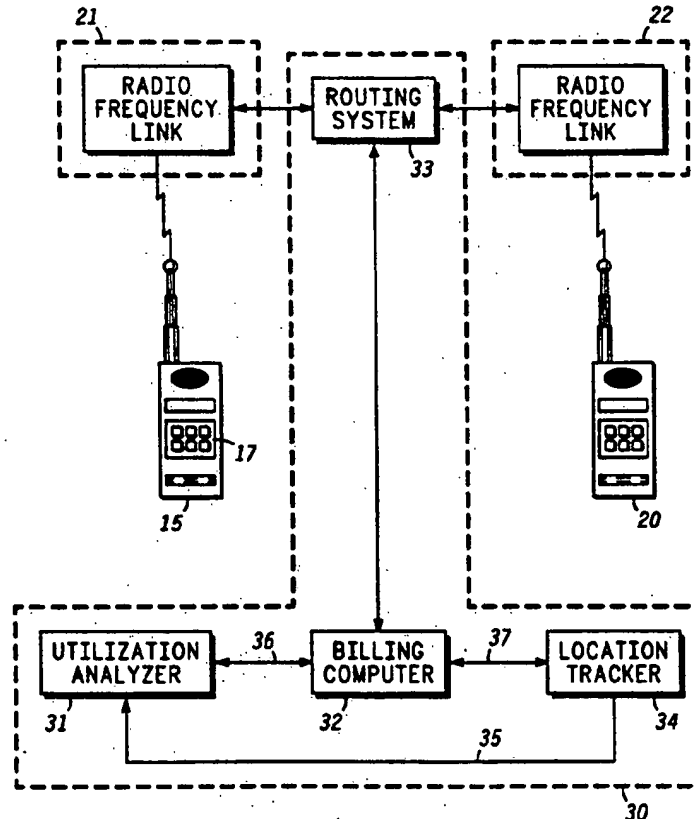 21
22
RADIO
FREQUENCY
LINK
ROUTING
SYSTEM
33
RADIO
FREQUENCY
LINK
17
15
20
UTILIZATION
ANALYZER
31
36
BILLING
COMPUTER
32
37
LOCATION
TRACKER
34
35
30